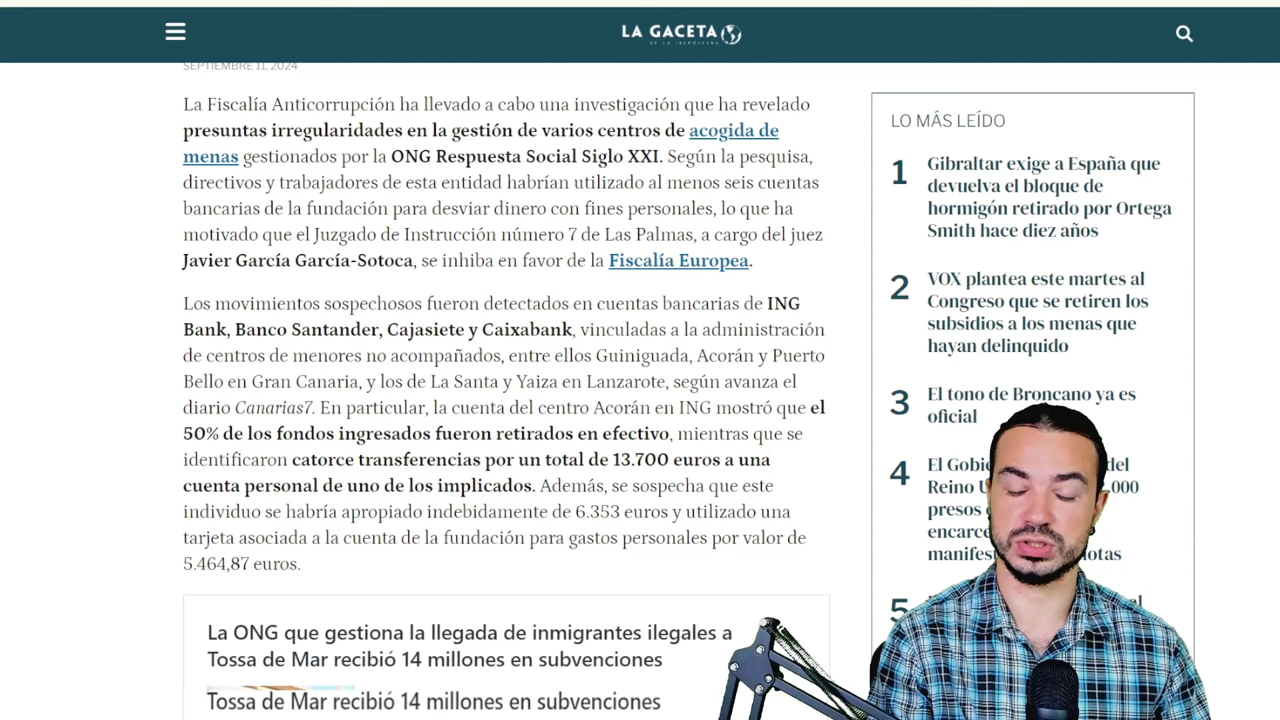 LA GACETA
DE LA IBEROSFERA
SEPTIEMBRE 11, 2024
La Fiscalía Anticorrupción ha llevado a cabo una investigación que ha revelado
presuntas irregularidades en la gestión de varios centros de acogida de
menas gestionados por la ONG Respuesta Social Siglo XXI. Según la pesquisa,
directivos y trabajadores de esta entidad habrían utilizado al menos seis cuentas
bancarias de la fundación para desviar dinero con fines personales, lo que ha
motivado que el Juzgado de Instrucción número 7 de Las Palmas, a cargo del juez
Javier García García-Sotoca, se inhiba en favor de la Fiscalía Europea.
Los movimientos sospechosos fueron detectados en cuentas bancarias de ING
Bank, Banco Santander, Cajasiete y Caixabank, vinculadas a la administración
de centros de menores no acompañados, entre ellos Guiniguada, Acorán y Puerto
Bello en Gran Canaria, y los de La Santa y Yaiza en Lanzarote, según avanza el
diario Canarias7. En particular, la cuenta del centro Acorán en ING mostró que el
50% de los fondos ingresados fueron retirados en efectivo, mientras que se
identificaron catorce transferencias por un total de 13.700 euros a una
cuenta personal de uno de los implicados. Además, se sospecha que este
individuo se habría apropiado indebidamente de 6.353 euros y utilizado una
tarjeta asociada a la cuenta de la fundación para gastos personales por valor de
5.464,87 euros.
La ONG que gestiona la llegada de inmigrantes ilegales a
Tossa de Mar recibió 14 millones en subvenciones
Tossa de Mar recibió 14 millones en subvenciones
LO MÁS LEÍDO
1 Gibraltar exige a España que
devuelva el bloque de
hormigón retirado por Ortega
Smith hace diez años
2 VOX plantea este martes al
Congreso que se retiren los
subsidios a los menas que
hayan delinquido
3 El tono de Broncano ya es
oficial
4 El del
Reino .000
presos
5